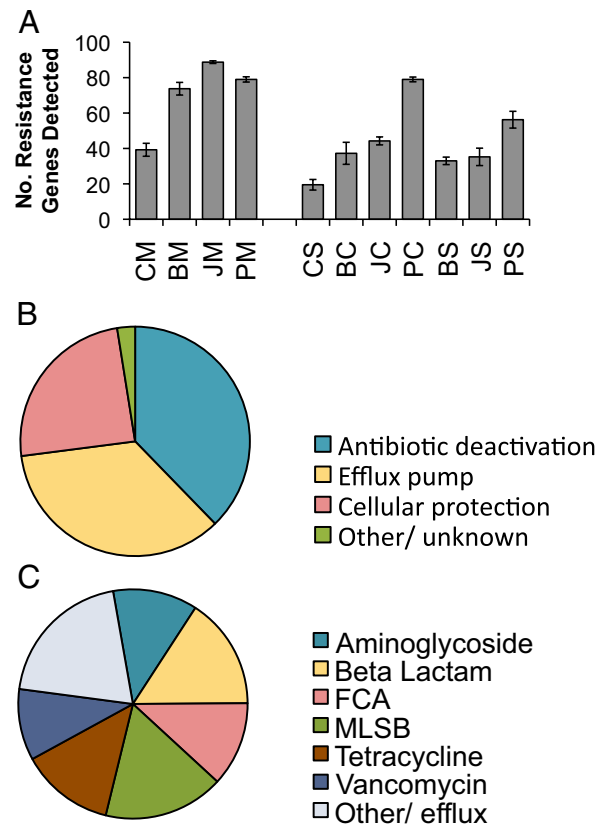 A
No. Resistance
Genes Detected
100
80
60
40
20
0
CM
BM
JM
PM
CS
BC
JC
PC
BS
JS
PS
B
Antibiotic deactivation
Efflux pump
Cellular protection
Other/ unknown
C
Aminoglycoside
Beta Lactam
FCA
MLSB
Tetracycline
Vancomycin
Other/ efflux